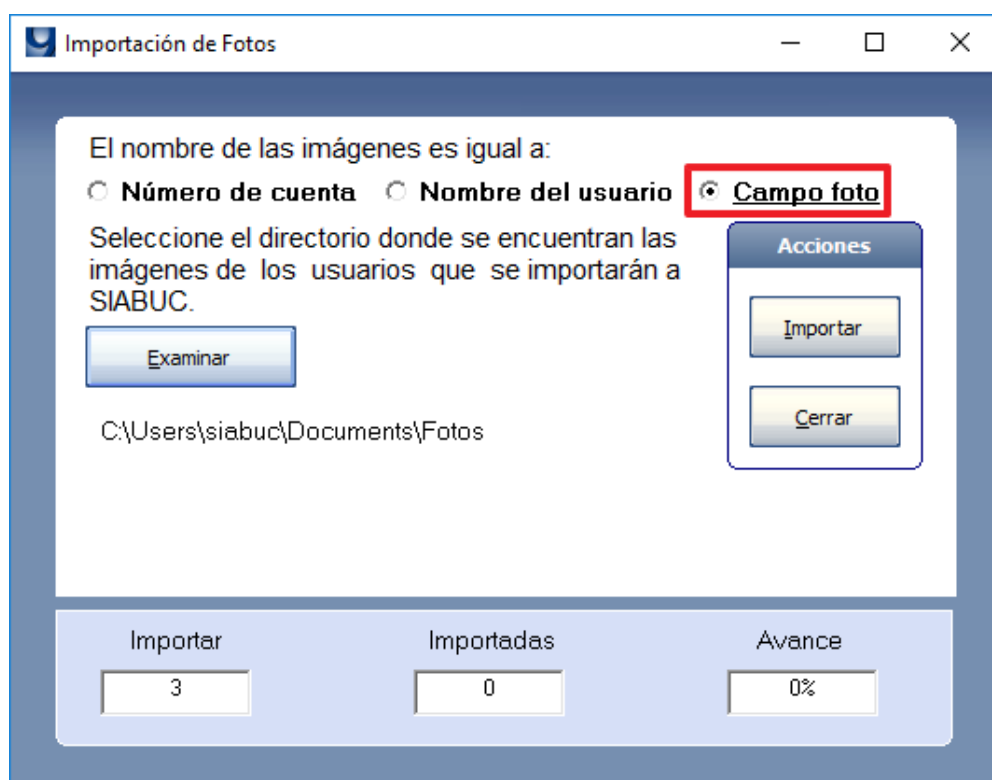 Importación de Fotos
El nombre de las imágenes es igual a:
Número de cuenta Nombre del usuario Campo foto
Seleccione el directorio donde se encuentran las
imágenes de los usuarios que se importarán a
SIABUC.
Examinar
C:\Users\siabuc\Documents\Fotos
Acciones
Importar
Cerrar
Importar Importadas Avance
3 0 0%